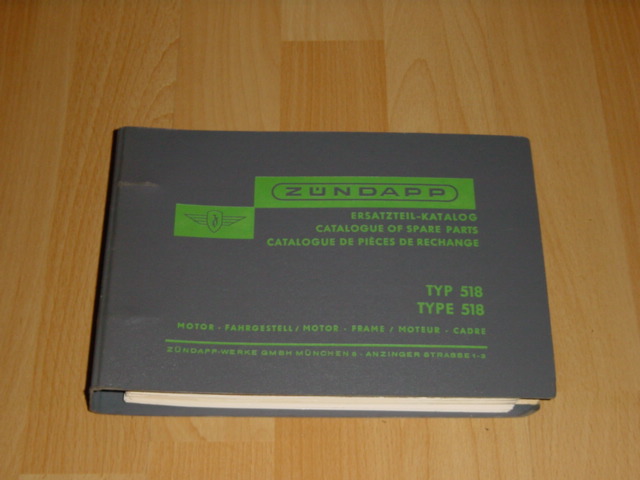 ZÜNDAPP
ERSATZTEIL-KATALOG
CATALOGUE OF SPARE PARTS
CATALOGUE DE PIÈCES DE RECHANGE
TYP 518
TYPE 518
MOTOR - FAHRGESTELL / MOTOR - FRAME / MOTEUR - CADRE
ZÜNDAPP-WERKE GMBH MÜNCHEN 8 · ANZINGER STRASSE 1-3